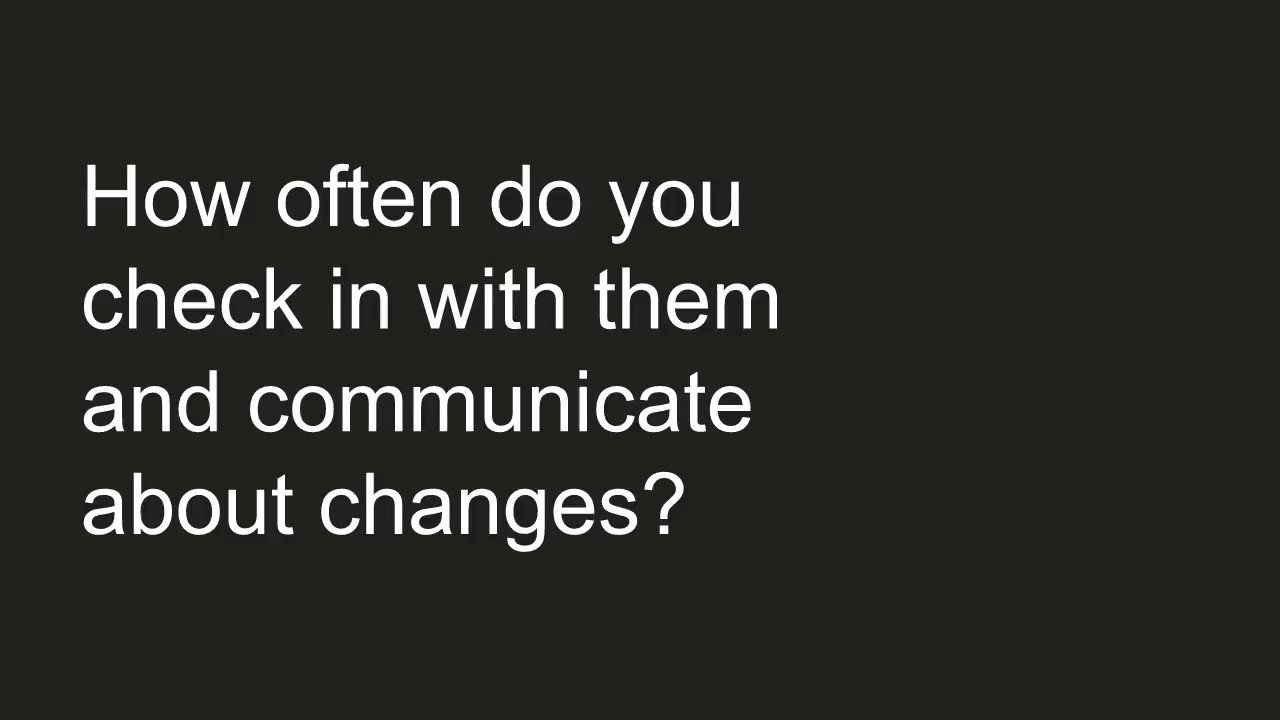 How often do you
check in with them
and communicate
about changes?